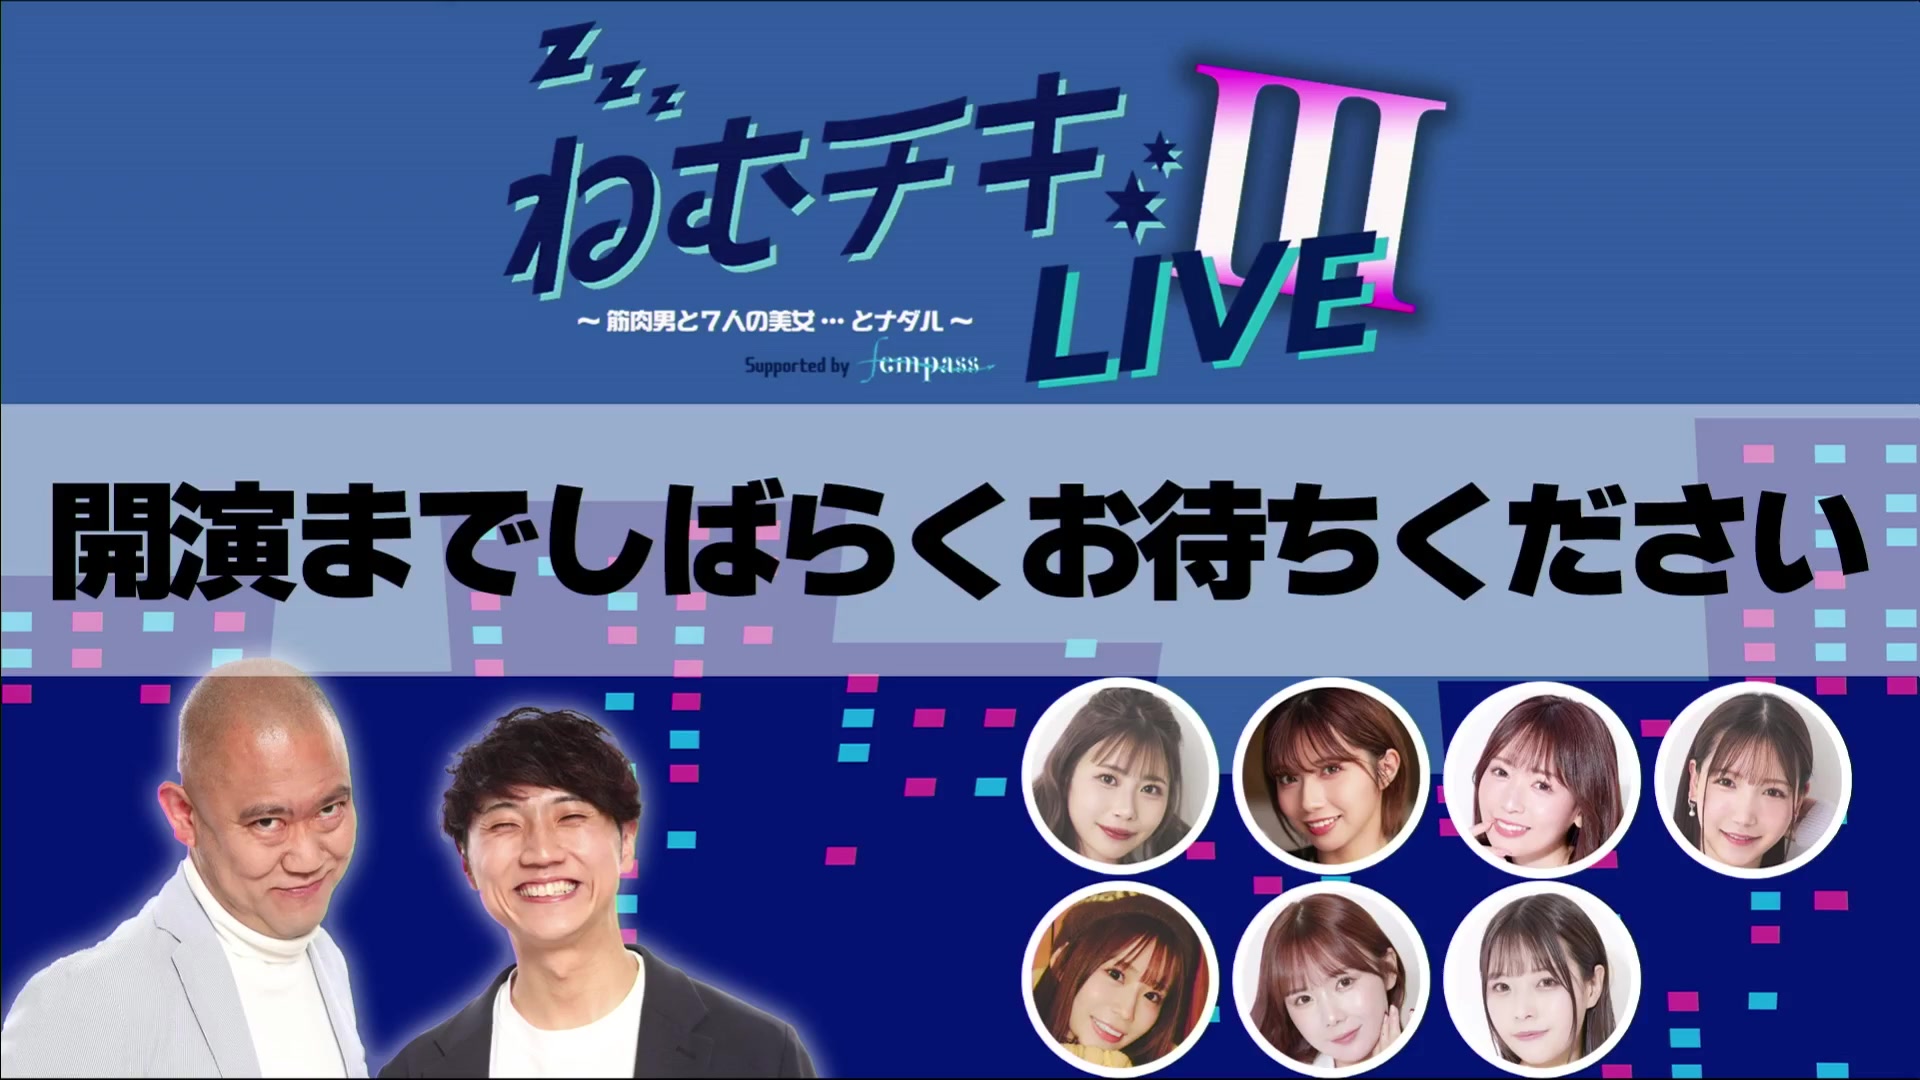 zzz
ねむチキ III
LIVE
～筋肉男と7人の美女…とナダル～
Supported by fempass
開演までしばらくお待ちください